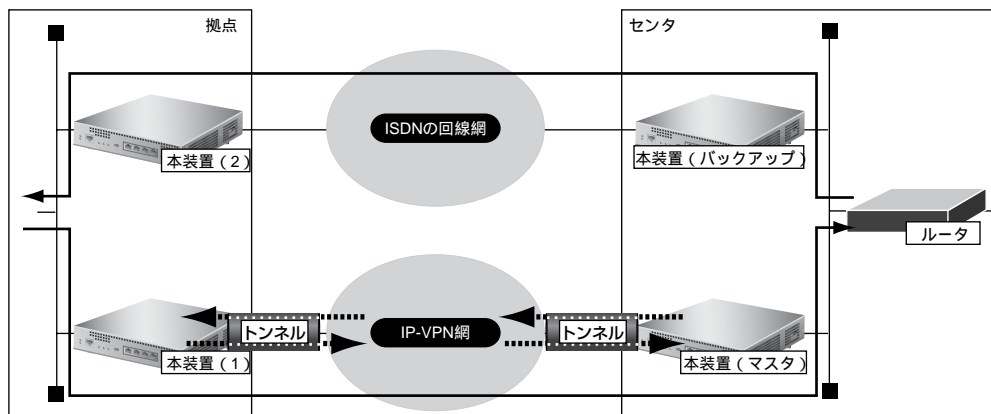 拠点
センタ
ISDNの回線網
本装置（2）
本装置（バックアップ）
ルータ
トンネル
IP-VPN網
トンネル
本装置（1）
本装置（マスタ）